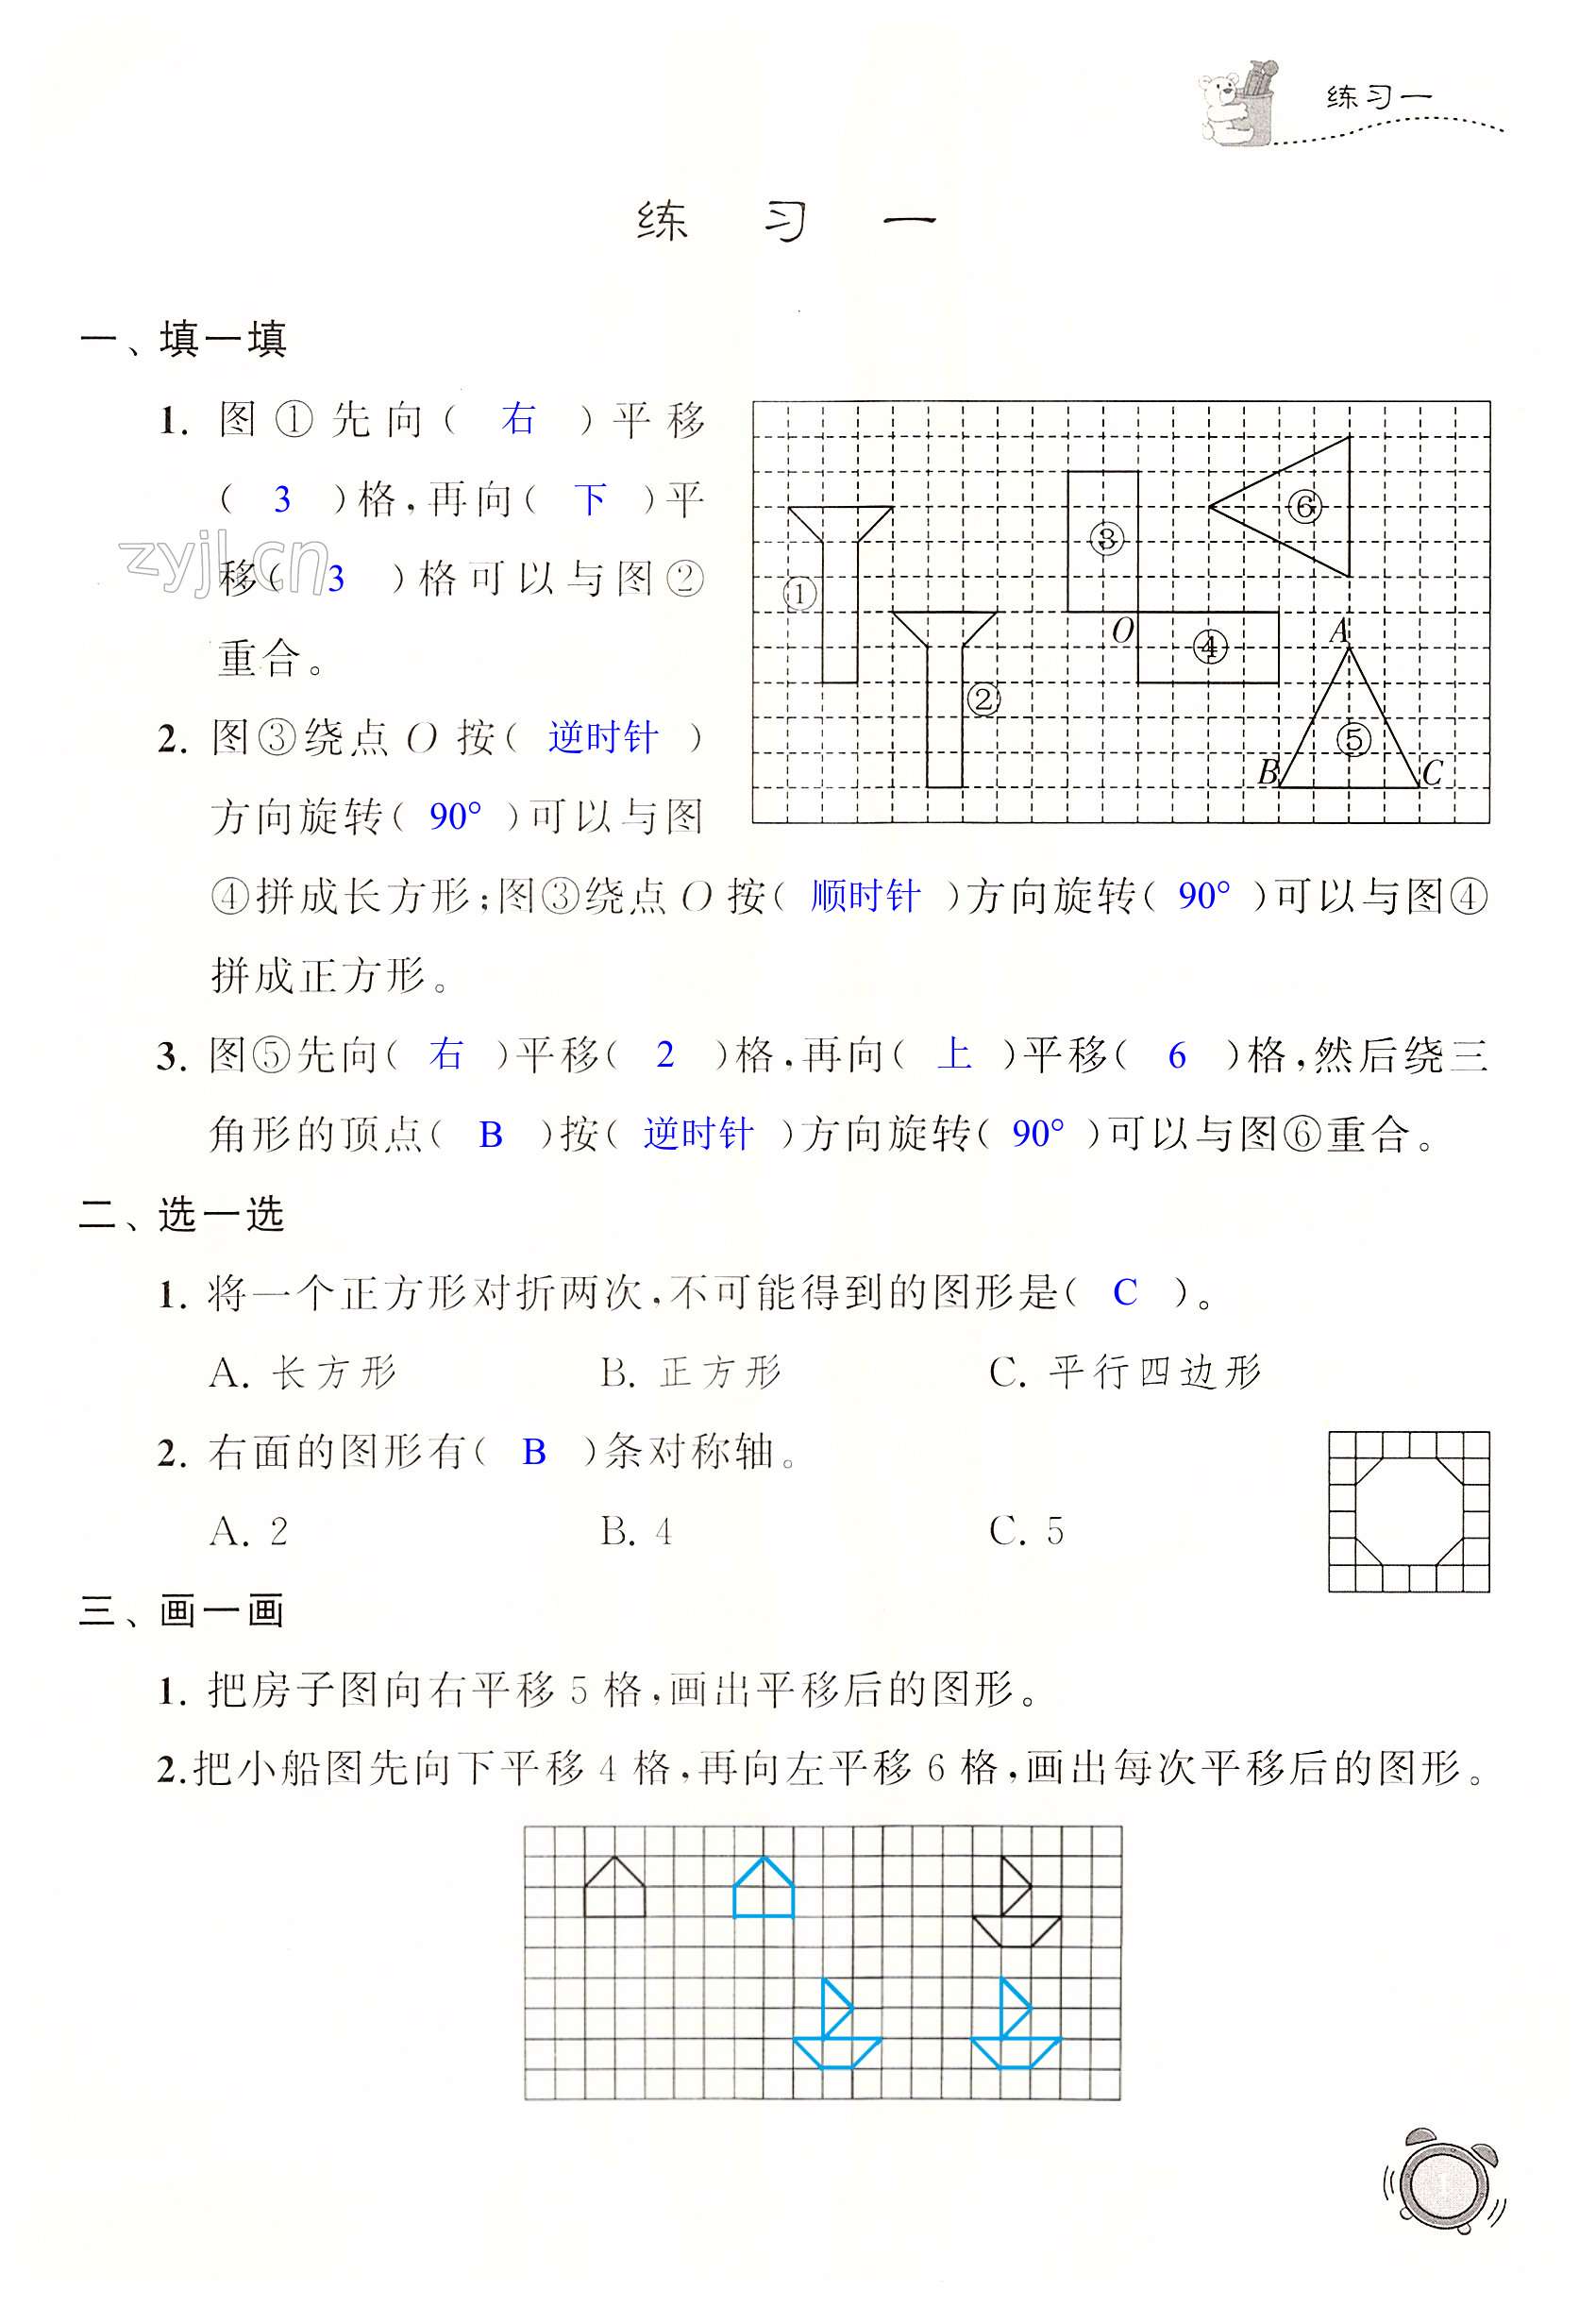 练习一
练 习 一
一、填一填
1. 图①先向( 右 )平移
( 3 )格,再向( 下 )平
移( 3 )格可以与图②
重合。
zyjl.cn
① ② ③ ④ ⑤ ⑥ O A B C
2. 图③绕点 O 按( 逆时针 )
方向旋转( 90° )可以与图
④拼成长方形;图③绕点 O 按( 顺时针 )方向旋转( 90° )可以与图④
拼成正方形。
3. 图⑤先向( 右 )平移( 2 )格,再向( 上 )平移( 6 )格,然后绕三
角形的顶点( B )按( 逆时针 )方向旋转( 90° )可以与图⑥重合。
二、选一选
1. 将一个正方形对折两次,不可能得到的图形是( C )。
A. 长方形 B. 正方形 C. 平行四边形
2. 右面的图形有( B )条对称轴。
A. 2 B. 4 C. 5
三、画一画
1. 把房子图向右平移 5 格,画出平移后的图形。
2.把小船图先向下平移 4 格,再向左平移 6 格,画出每次平移后的图形。
1